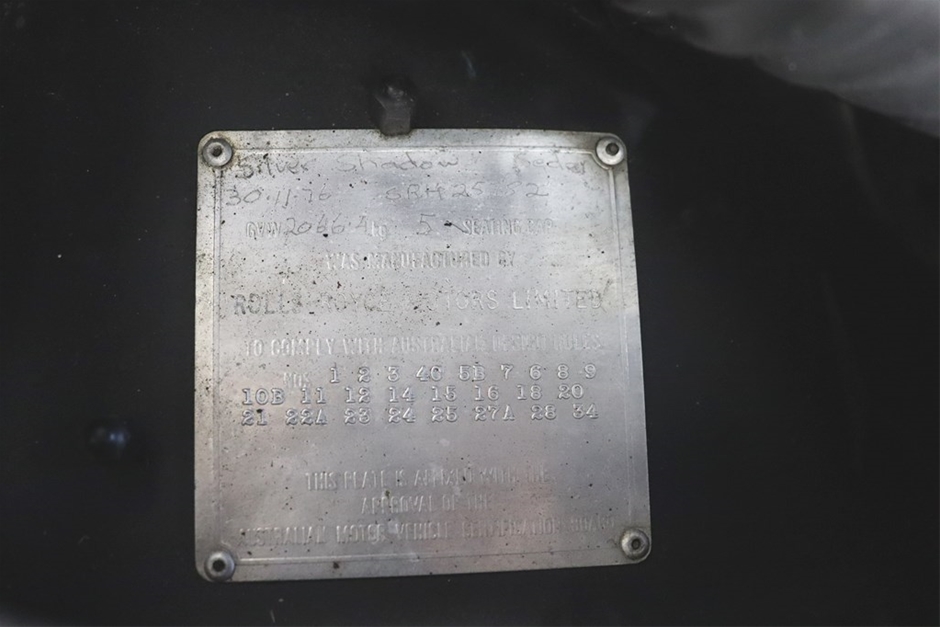 Silver Shadow Sedan
30.11.76 SRH25
GVW 2066.4 KG 5 SEATING CAP
WAS MANUFACTURED BY
ROLLS-ROYCE MOTORS LIMITED
TO COMPLY WITH AUSTRALIAN DESIGN RULES
NOS 1 2 3 4C 5B 7 6 8 9
10B 11 12 14 15 16 18 20
21 22A 23 24 25 27A 28 34
THIS PLATE IS AFFIXED WITH THE
APPROVAL OF THE
AUSTRALIAN MOTOR VEHICLE CERTIFICATION BOARD